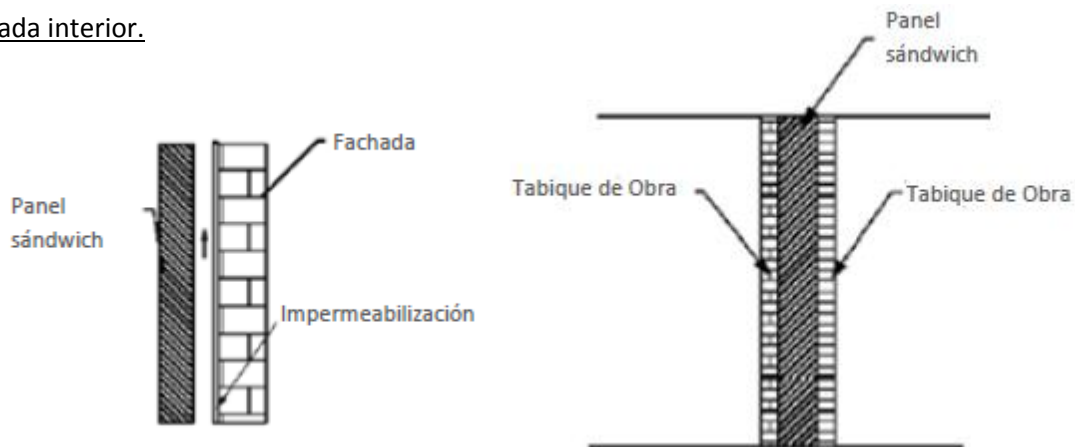 ada interior.
Panel
sándwich
Fachada
Impermeabilización
Panel
sándwich
Tabique de Obra
Tabique de Obra